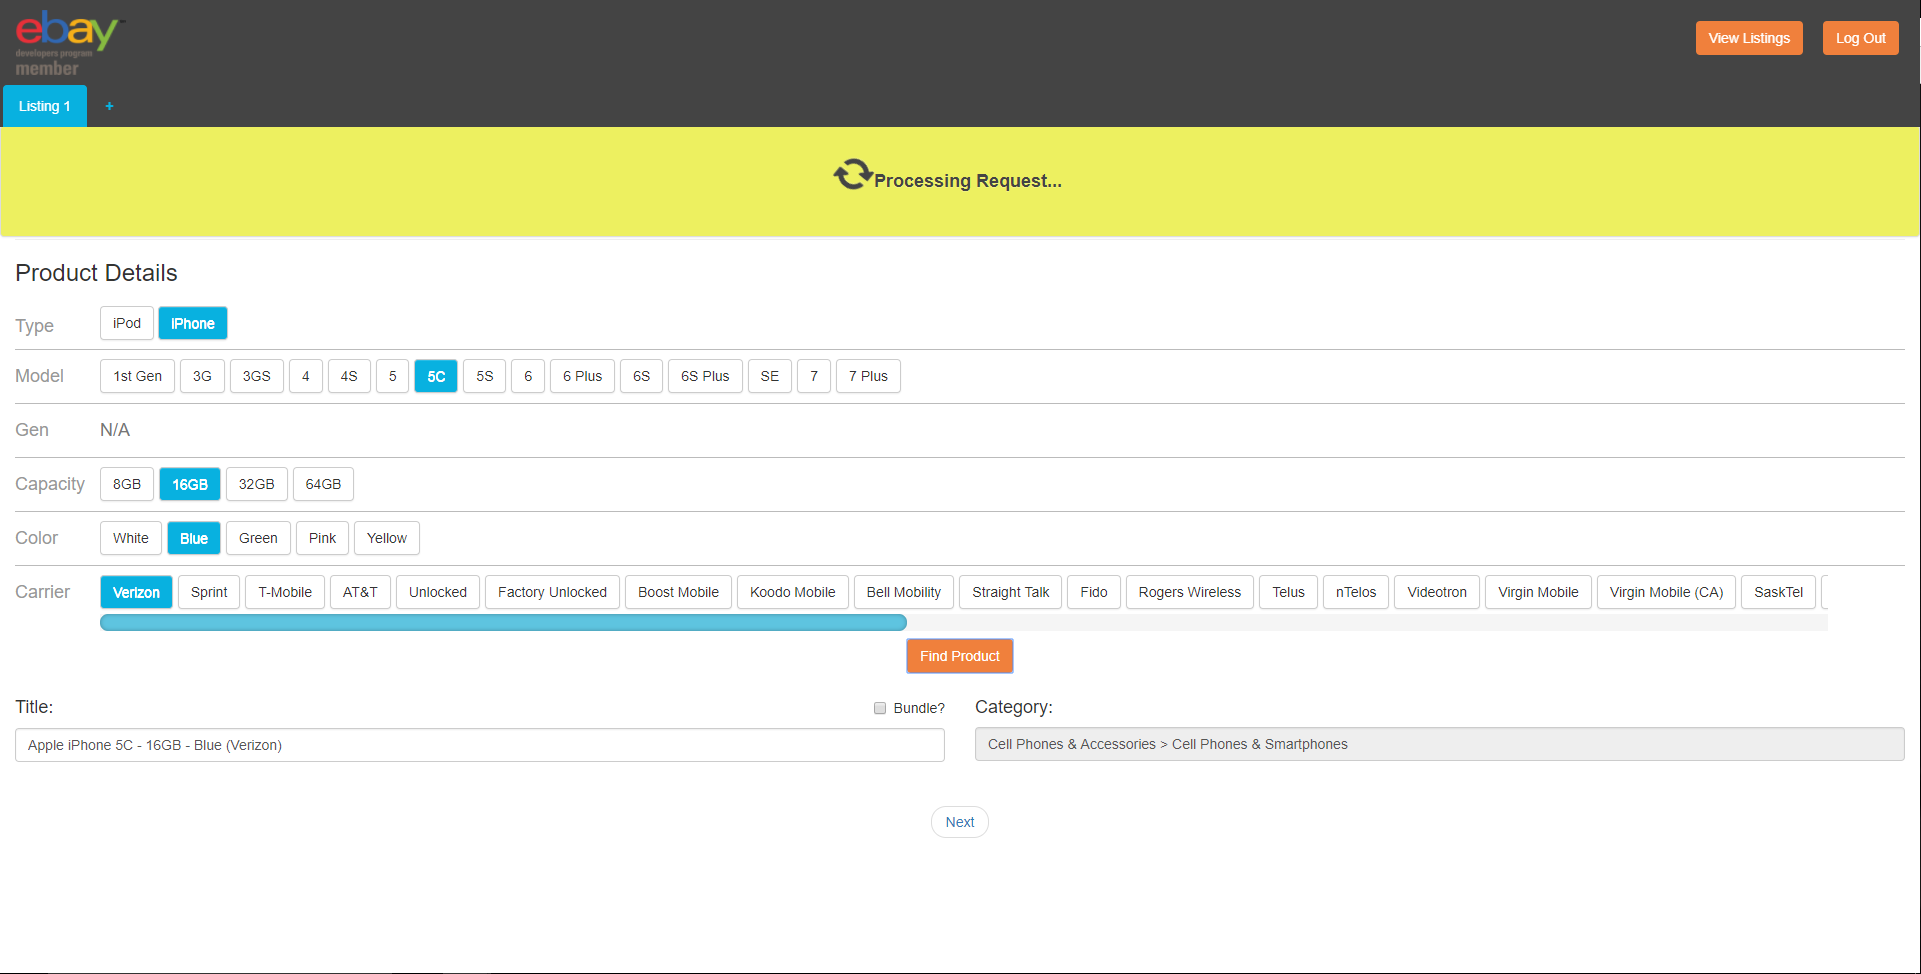 ebay
developers program
member
View Listings Log Out
Listing 1 +
Processing Request...
Product Details
Type iPod iPhone
Model 1st Gen 3G 3GS 4 4S 5 5C 5S 6 6 Plus 6S 6S Plus SE 7 7 Plus
Gen N/A
Capacity 8GB 16GB 32GB 64GB
Color White Blue Green Pink Yellow
Carrier Verizon Sprint T-Mobile AT&T Unlocked Factory Unlocked Boost Mobile Koodo Mobile Bell Mobility Straight Talk Fido Rogers Wireless Telus nTelos Videotron Virgin Mobile Virgin Mobile (CA) SaskTel
Find Product
Title: Bundle? Category:
Apple iPhone 5C - 16GB - Blue (Verizon) Cell Phones & Accessories > Cell Phones & Smartphones
Next